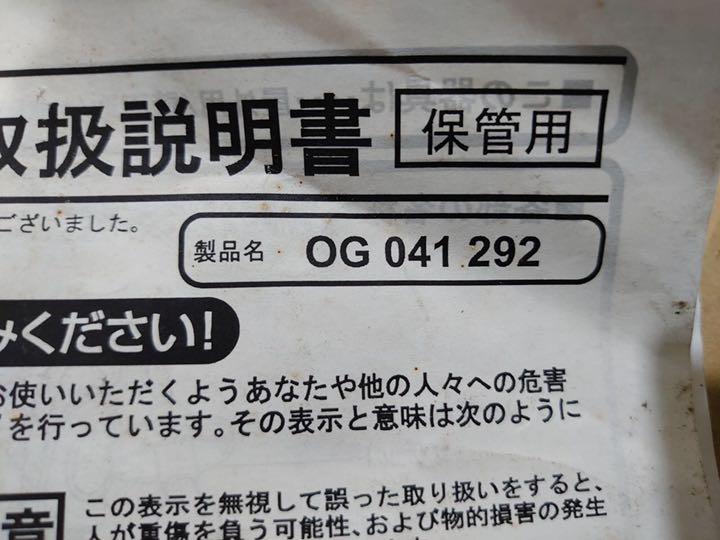 取扱説明書 保管用
ございました。
製品名 OG 041 292
みください!
お使いいただくようあなたや他の人々への危害
を行っています。その表示と意味は次のように
意
この表示を無視して誤った取り扱いをすると、
人が重傷を負う可能性、および物的損害の発生